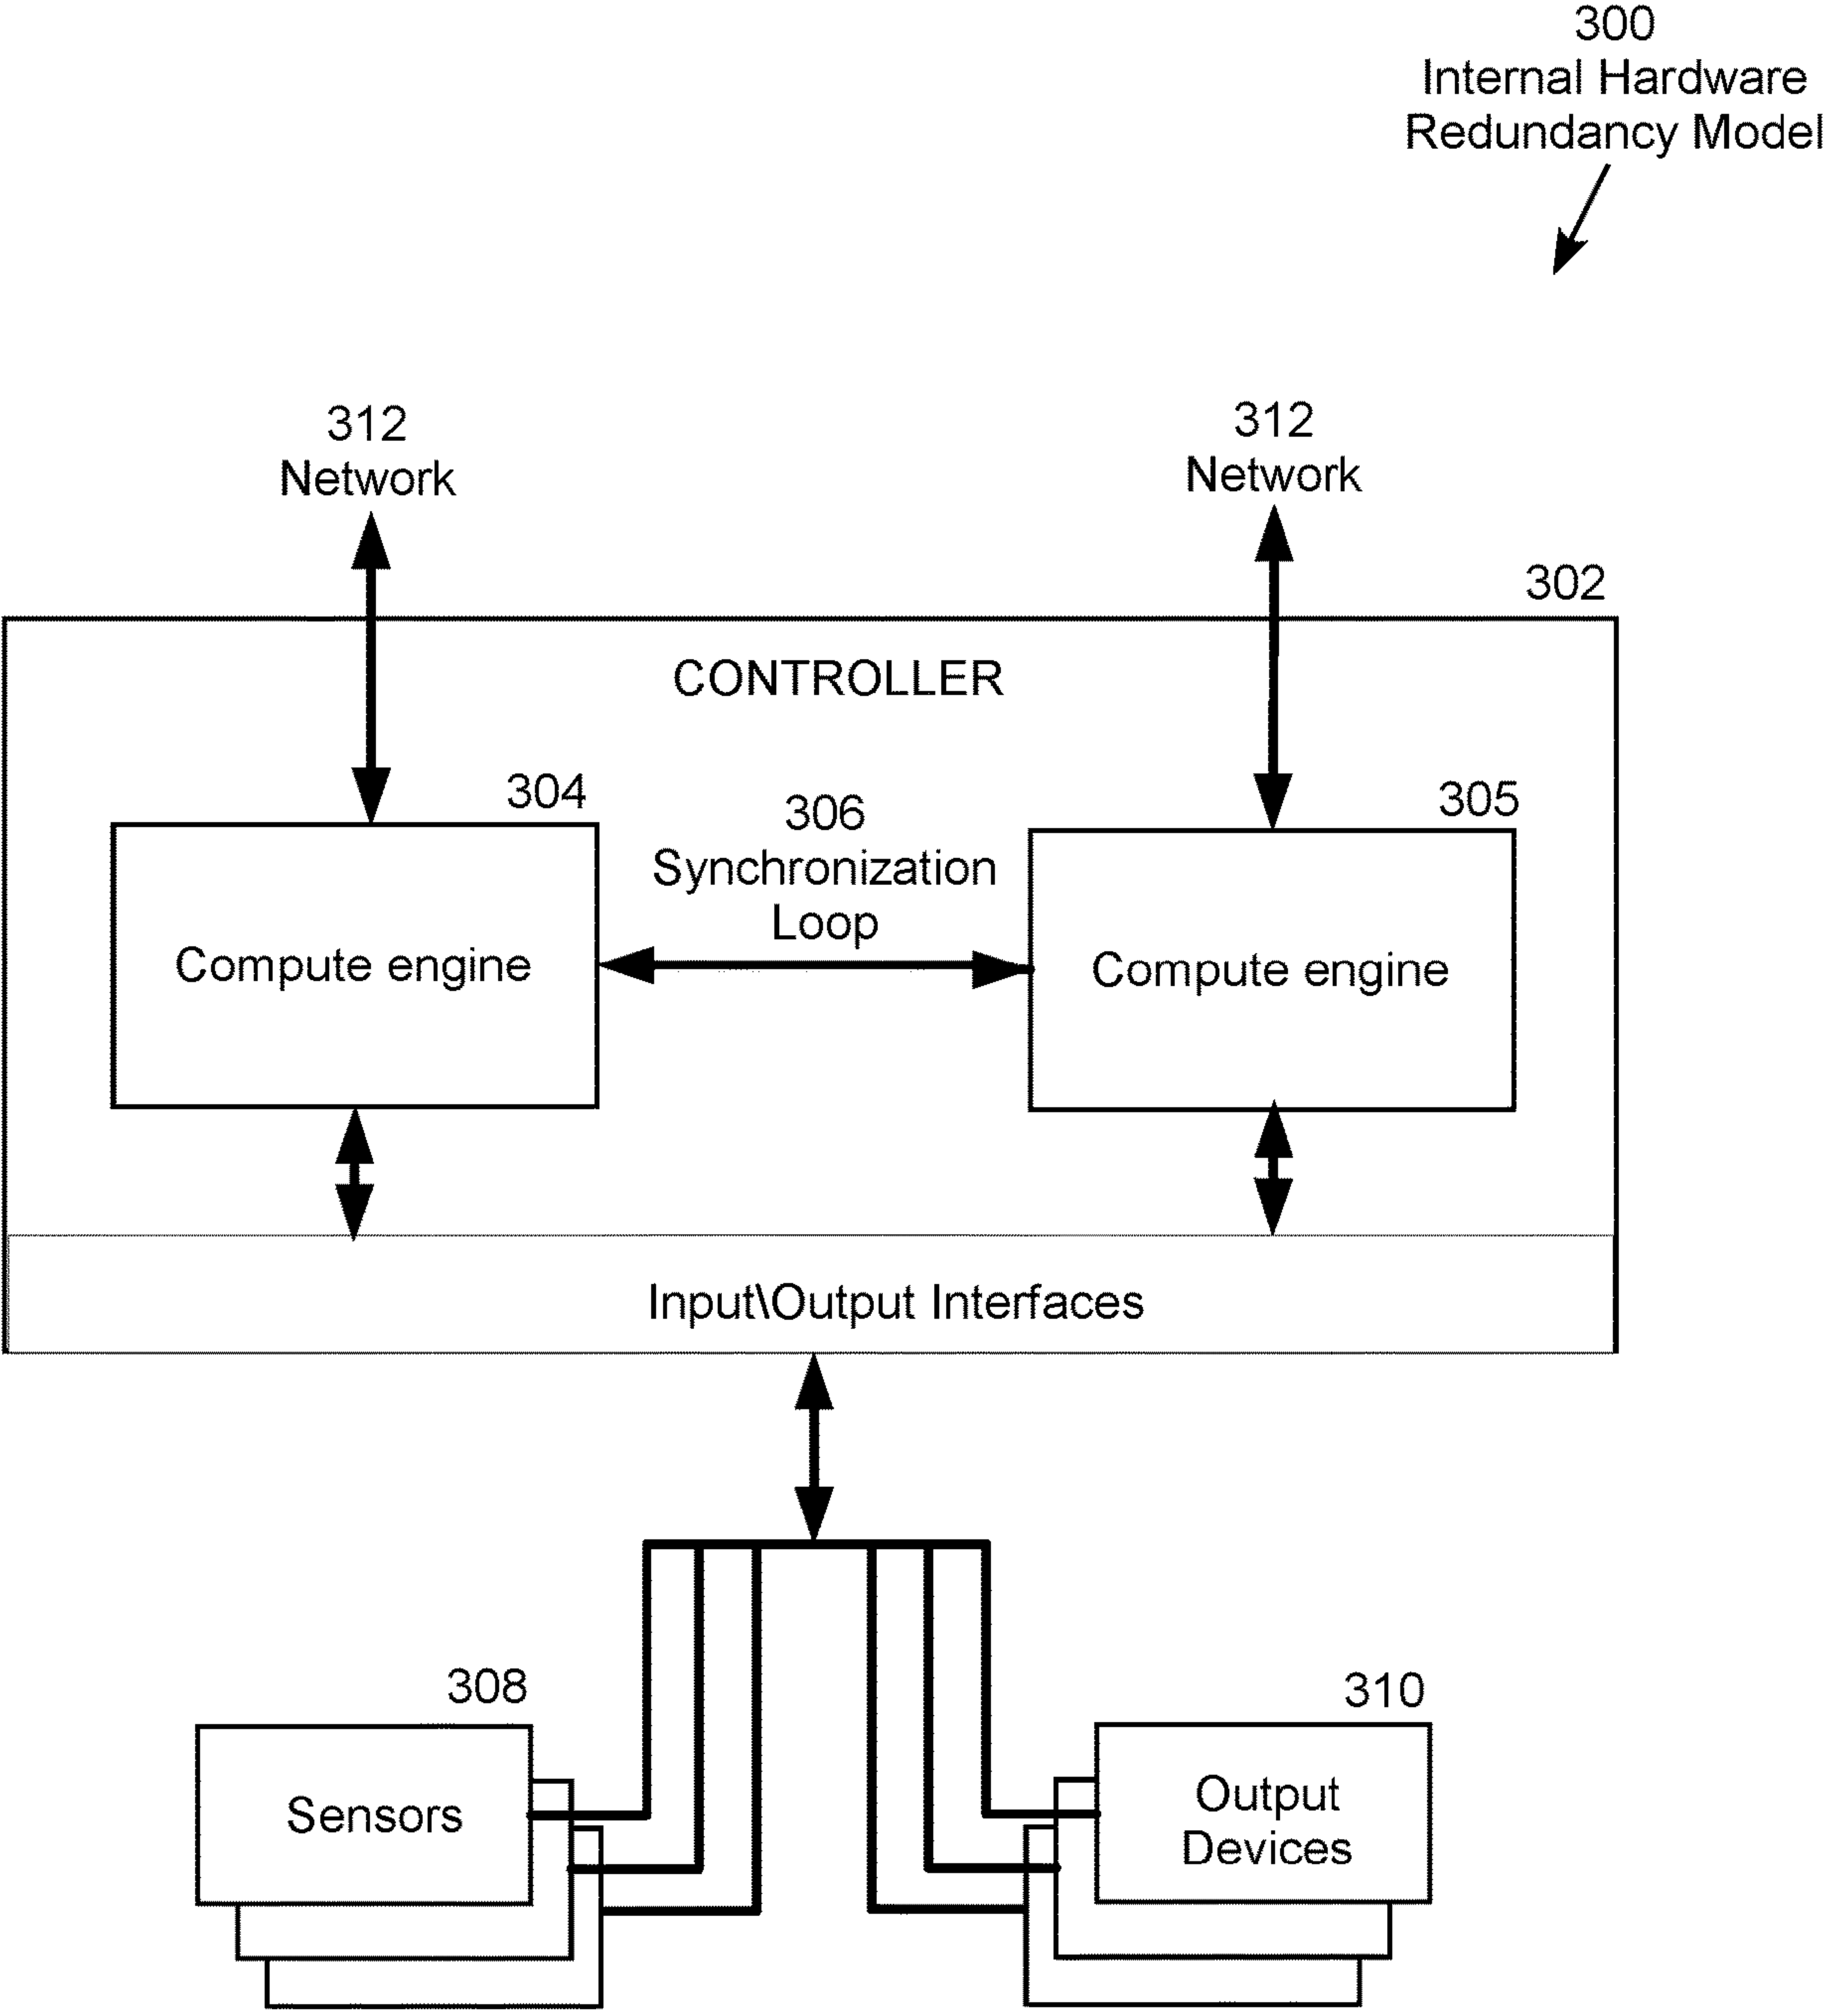 300
Internal Hardware
Redundancy Model
312
Network
312
Network
302
CONTROLLER
304
306
Synchronization
Loop
305
Compute engine
Compute engine
Input\Output Interfaces
308
Sensors
310
Output
Devices